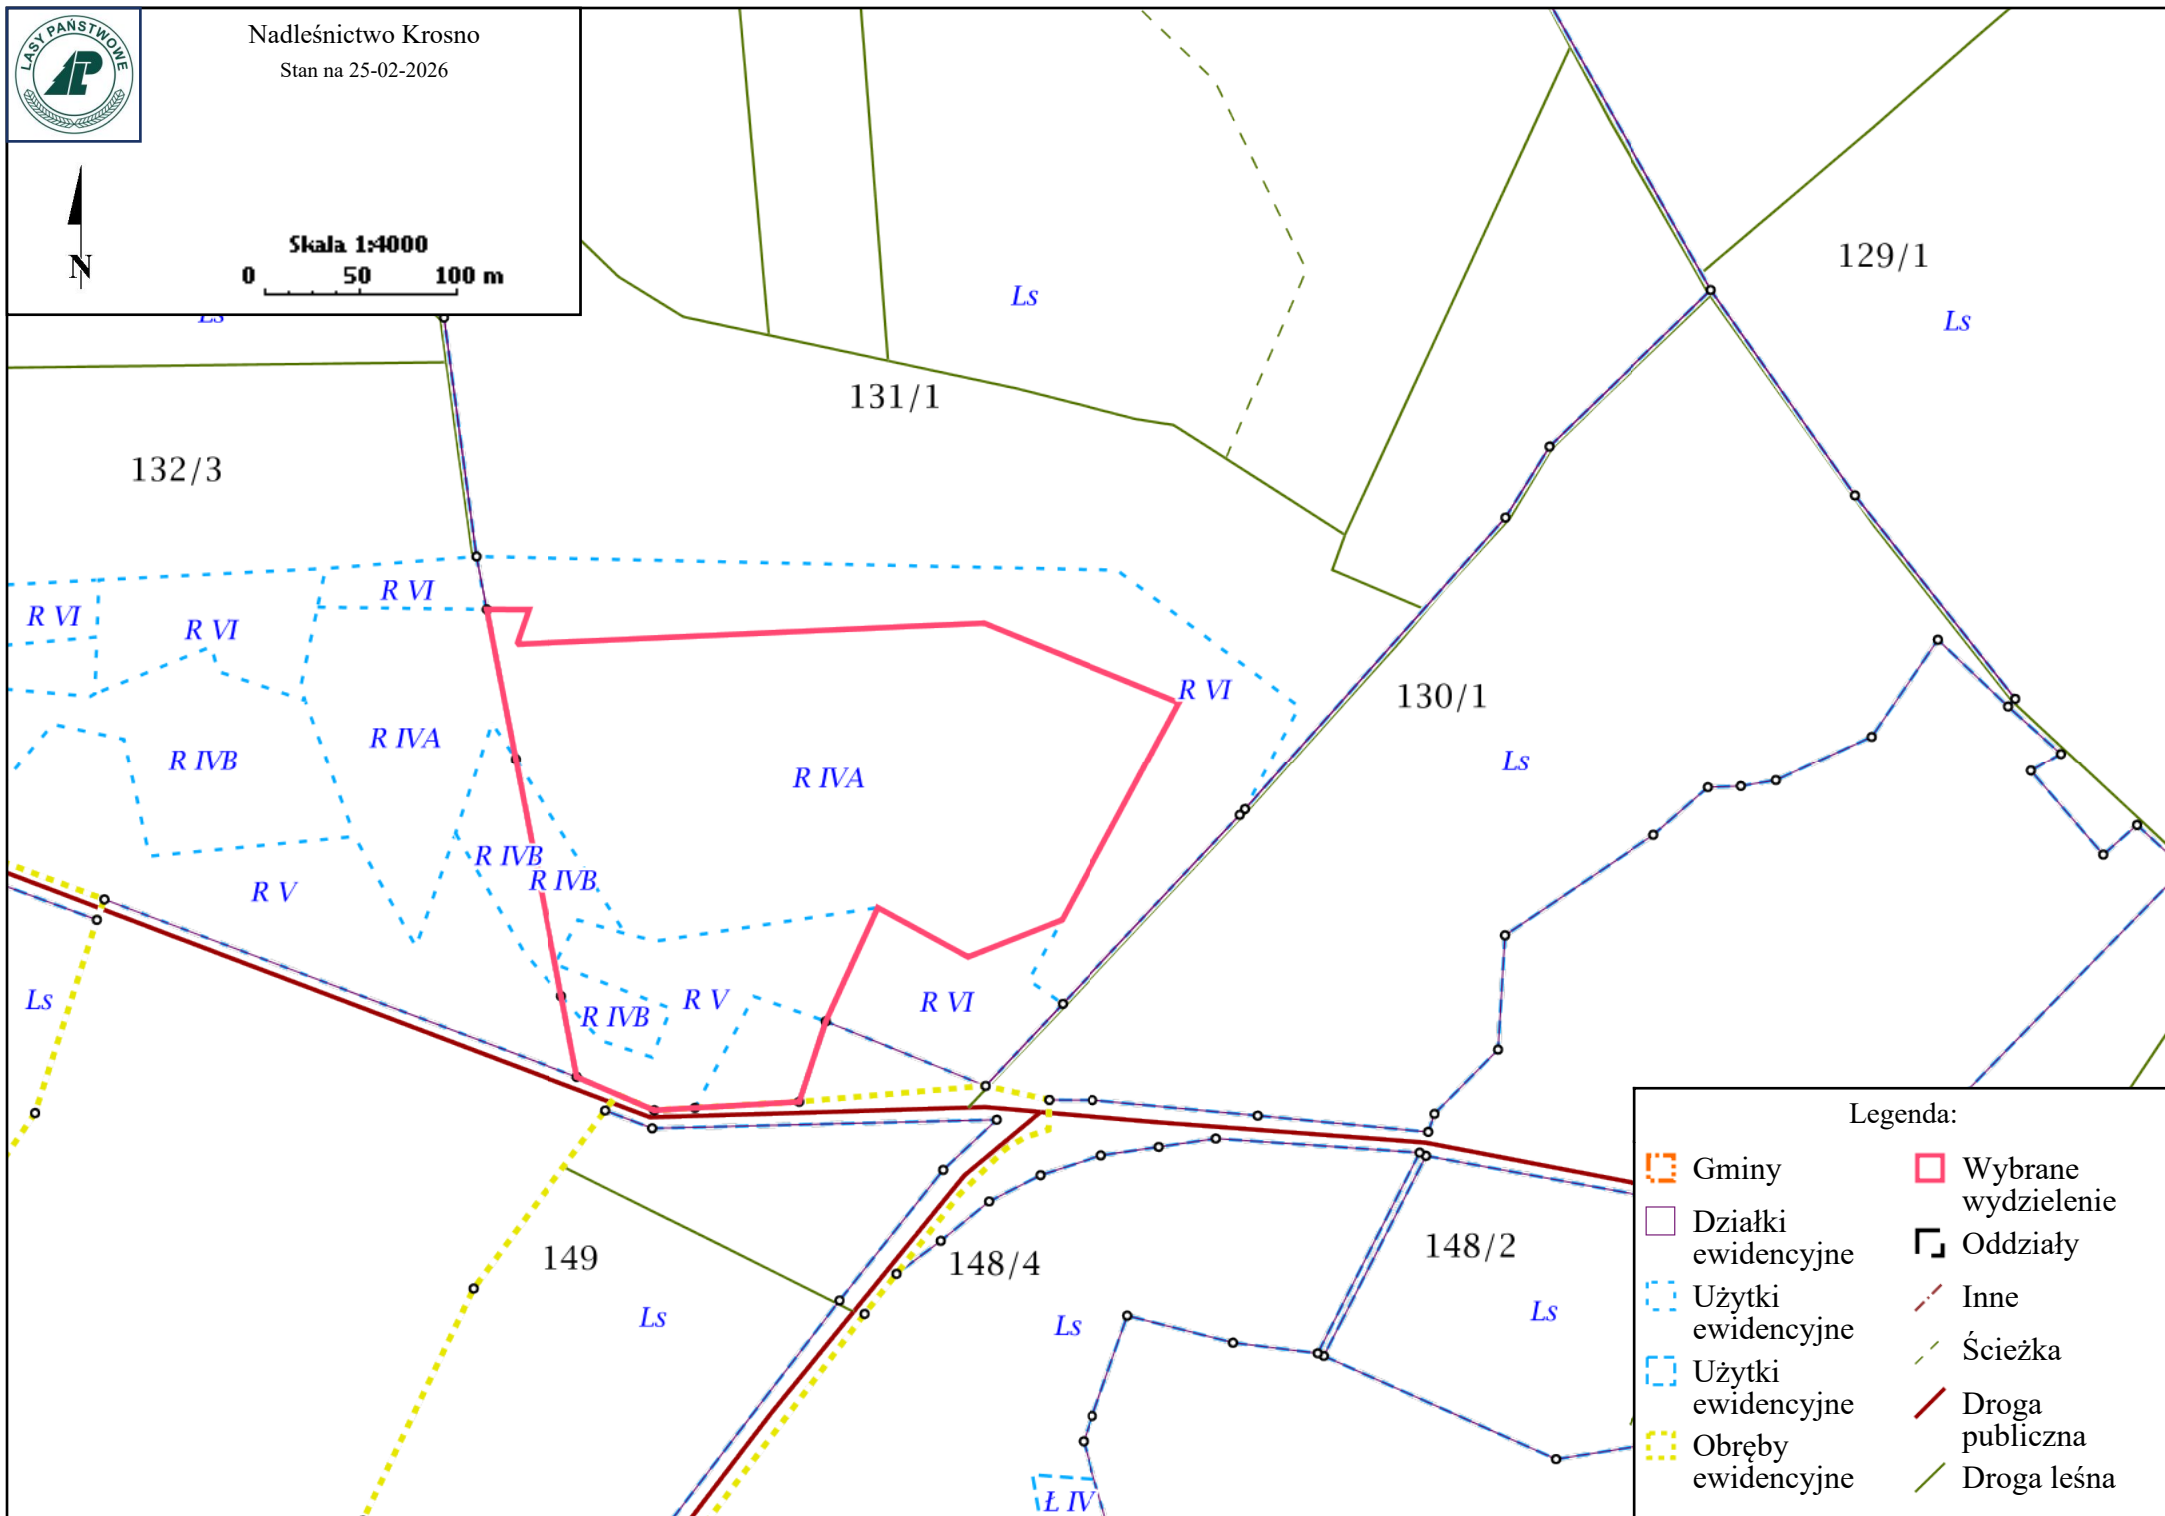 LASY PAŃSTWOWE
Nadleśnictwo Krosno
Stan na 25-02-2026
N
Skala 1:4000
0 50 100 m
Ls
Ls
129/1
Ls
131/1
132/3
R VI
R VI
R VI
R VI
130/1
R IVA
R IVB
R IVA
Ls
R IVB
R IVB
R V
Ls
R V
R VI
R IVB
149
148/4
148/2
Ls
Ls
Ls
Ł IV
Legenda:
Gminy
Działki
ewidencyjne
Użytki
ewidencyjne
Użytki
ewidencyjne
Obręby
ewidencyjne
Wybrane
wydzielenie
Oddziały
Inne
Ścieżka
Droga
publiczna
Droga leśna